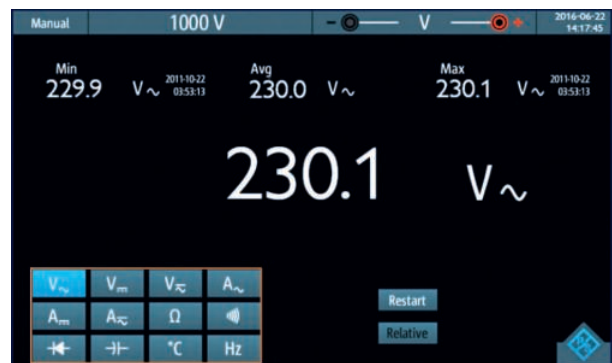 Manual 1000 V - V + 2016-06-22
14:17:45
Min Avg Max
229.9 V~ 2011-10-22 03:53:13 230.0 V~ 230.1 V~ 2011-10-22 03:53:13
230.1 V~
V~ V⎓ V⏦ A~
A⎓ A⏦ Ω
°C Hz
Restart
Relative